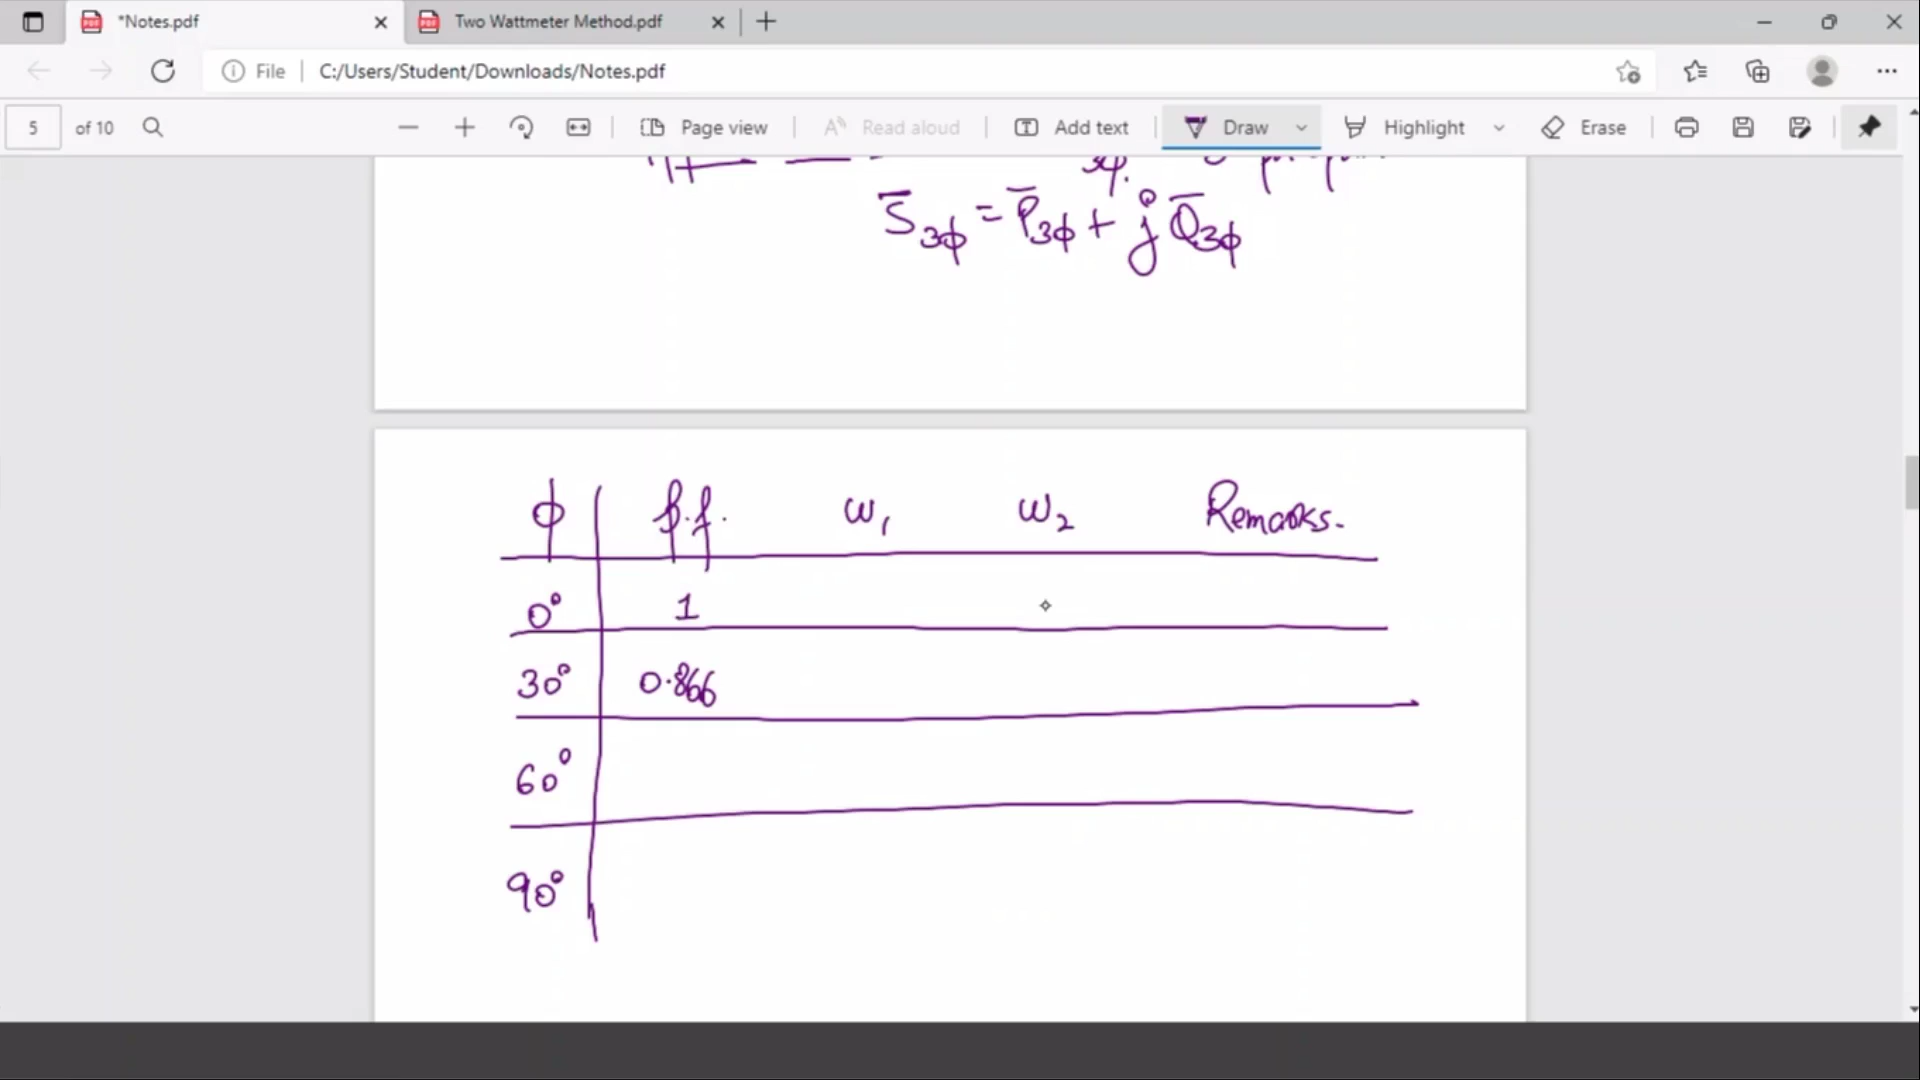 *Notes.pdf Two Wattmeter Method.pdf
File C:/Users/Student/Downloads/Notes.pdf
5 of 10 Page view Read aloud Add text Draw Highlight Erase
S̅3ϕ = P̅3ϕ + j Q̅3ϕ
ϕ p.f. W1 W2 Remarks.
0° 1
30° 0.866
60°
90°